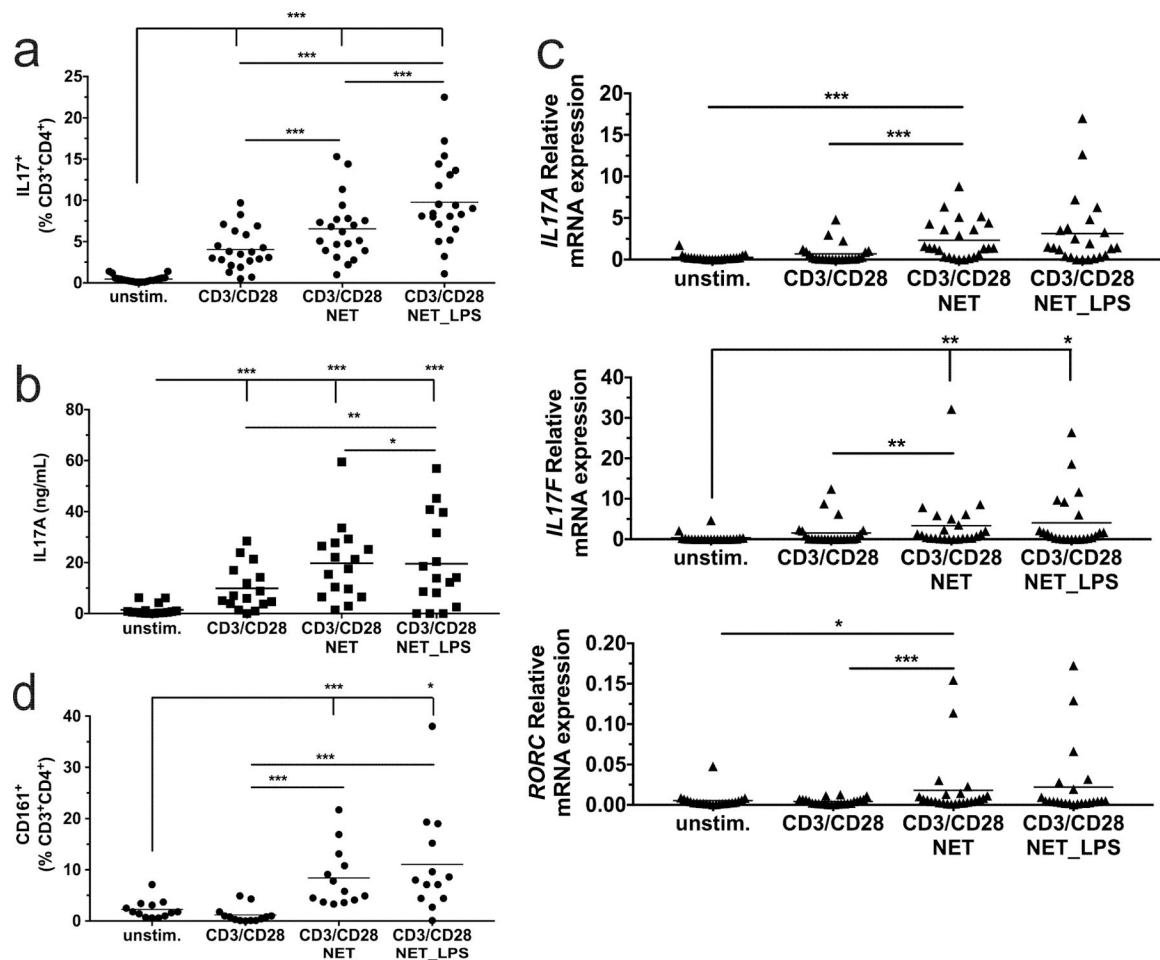 a
***
***
***
***
IL17+
(% CD3+CD4+)
25
20
15
10
5
0
unstim.
CD3/CD28
CD3/CD28
NET
CD3/CD28
NET_LPS
b
***
***
***
**
*
IL17A (ng/mL)
80
60
40
20
0
unstim.
CD3/CD28
CD3/CD28
NET
CD3/CD28
NET_LPS
d
***
*
***
***
CD161+
(% CD3+CD4+)
40
30
20
10
0
unstim.
CD3/CD28
CD3/CD28
NET
CD3/CD28
NET_LPS
c
***
***
IL17A Relative
mRNA expression
20
15
10
5
0
unstim.
CD3/CD28
CD3/CD28
NET
CD3/CD28
NET_LPS
**
*
**
IL17F Relative
mRNA expression
40
30
20
10
0
unstim.
CD3/CD28
CD3/CD28
NET
CD3/CD28
NET_LPS
*
***
RORC Relative
mRNA expression
0.20
0.15
0.10
0.05
0.00
unstim.
CD3/CD28
CD3/CD28
NET
CD3/CD28
NET_LPS